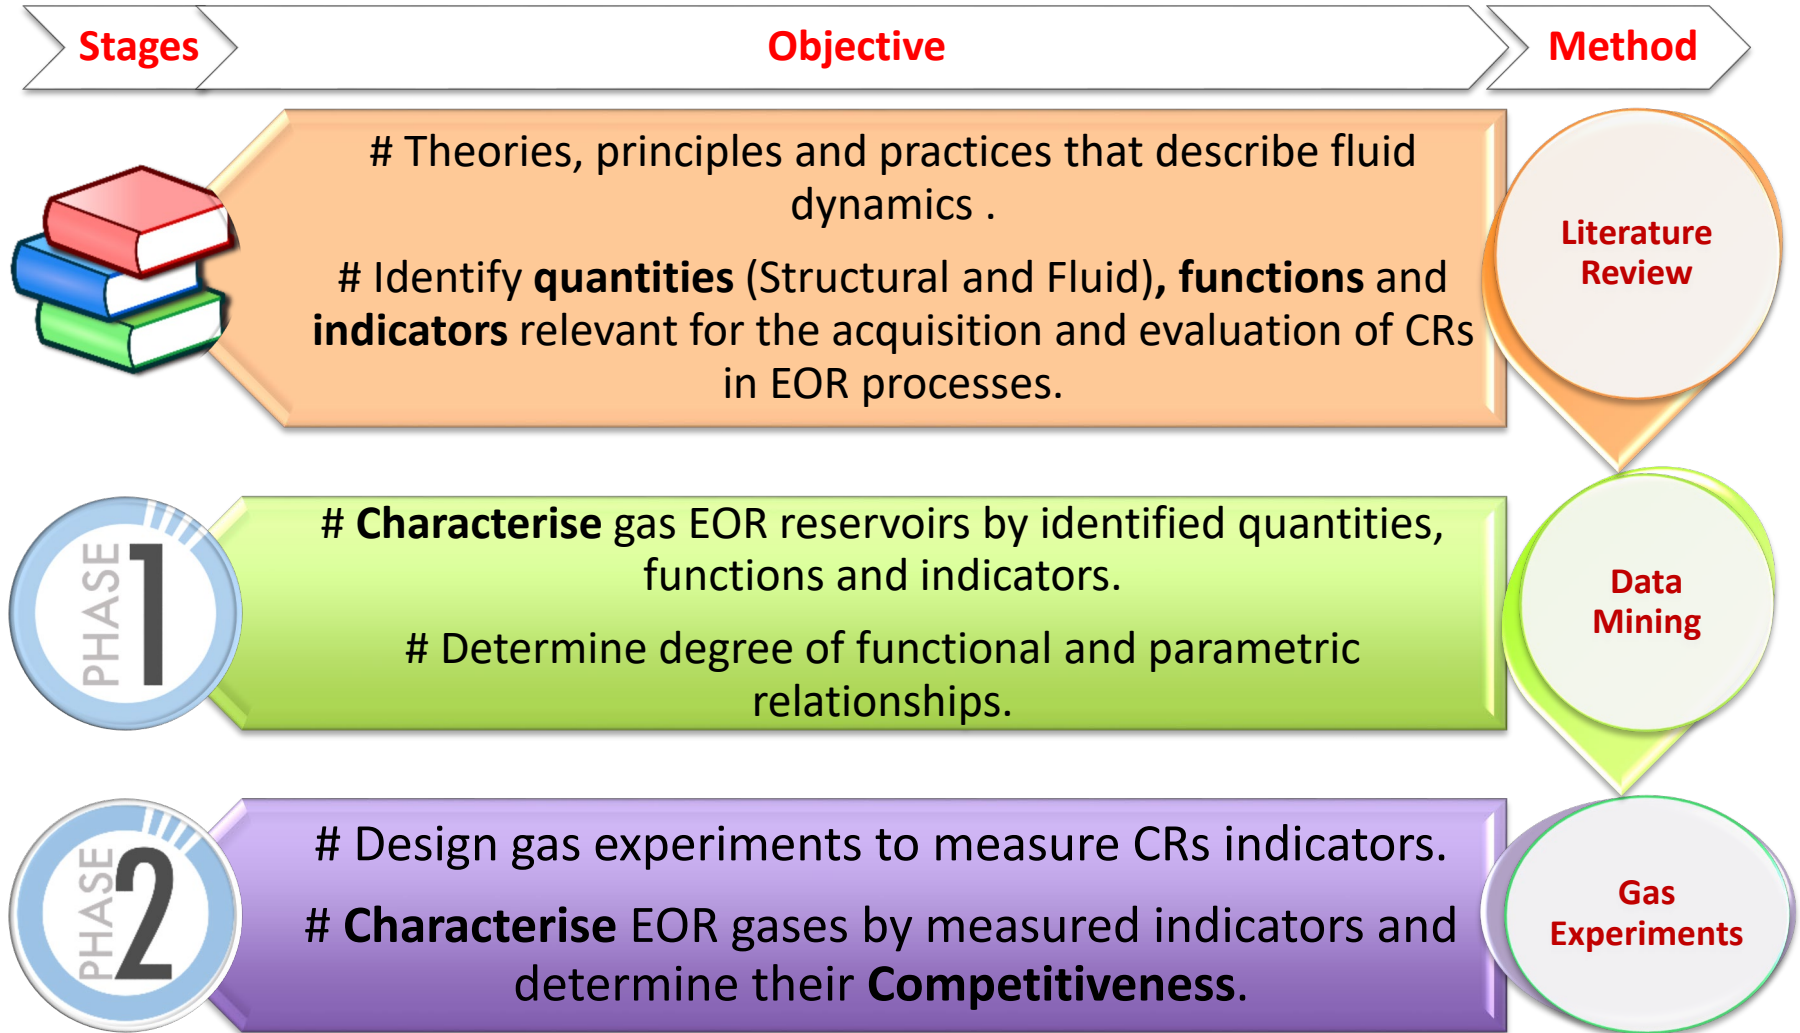 Stages
Objective
Method
# Theories, principles and practices that describe fluid
dynamics .
# Identify quantities (Structural and Fluid), functions and
indicators relevant for the acquisition and evaluation of CRs
in EOR processes.
Literature
Review
PHASE 1
# Characterise gas EOR reservoirs by identified quantities,
functions and indicators.
# Determine degree of functional and parametric
relationships.
Data
Mining
PHASE 2
# Design gas experiments to measure CRs indicators.
# Characterise EOR gases by measured indicators and
determine their Competitiveness.
Gas
Experiments